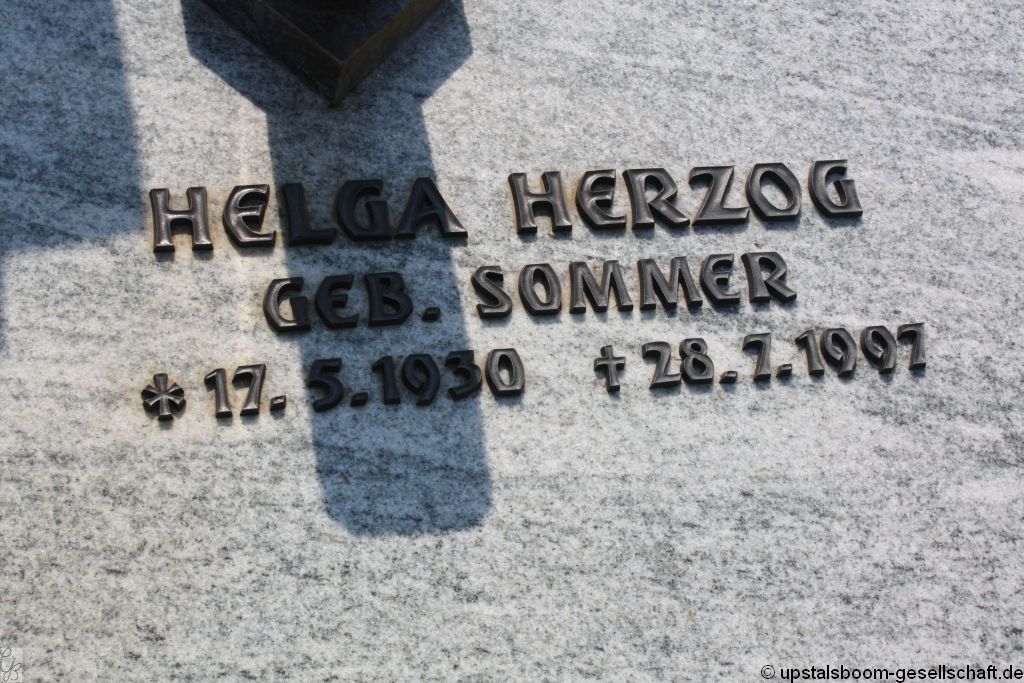 HELGA HERZOG
GEB. SOMMER
* 17. 5. 1930 † 28. 7. 1997
© upstalsboom-gesellschaft.de